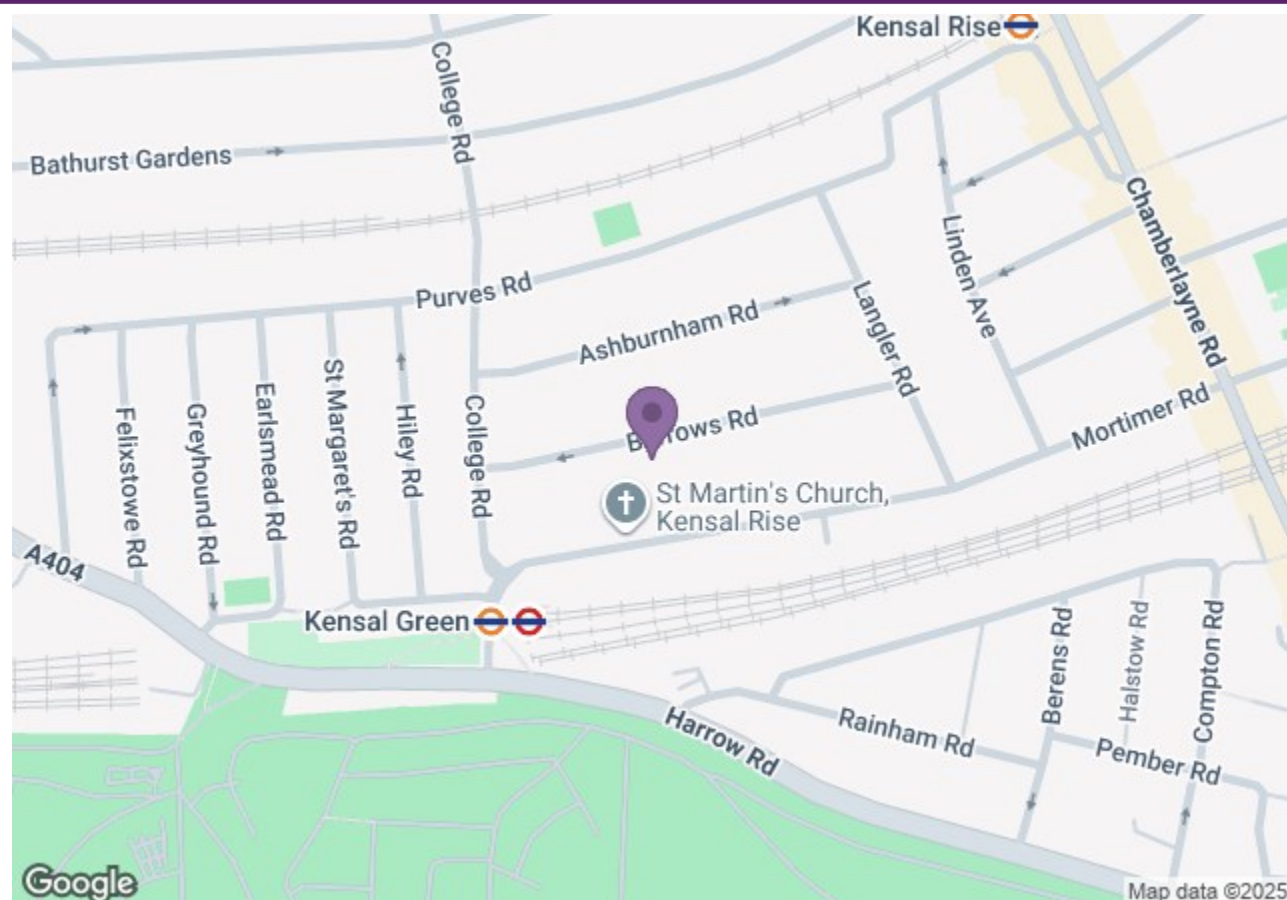 Kensal Rise
College Rd
Bathurst Gardens
Chamberlayne Rd
Linden Ave
Purves Rd
Langler Rd
Ashburnham Rd
Felixstowe Rd
Greyhound Rd
Earlsmead Rd
St Margaret's Rd
Hiley Rd
College Rd
Mortimer Rd
St Martin's Church,
Kensal Rise
A404
Kensal Green
Berens Rd
Halstow Rd
Compton Rd
Harrow Rd
Rainham Rd
Pember Rd
Google
Map data ©2025